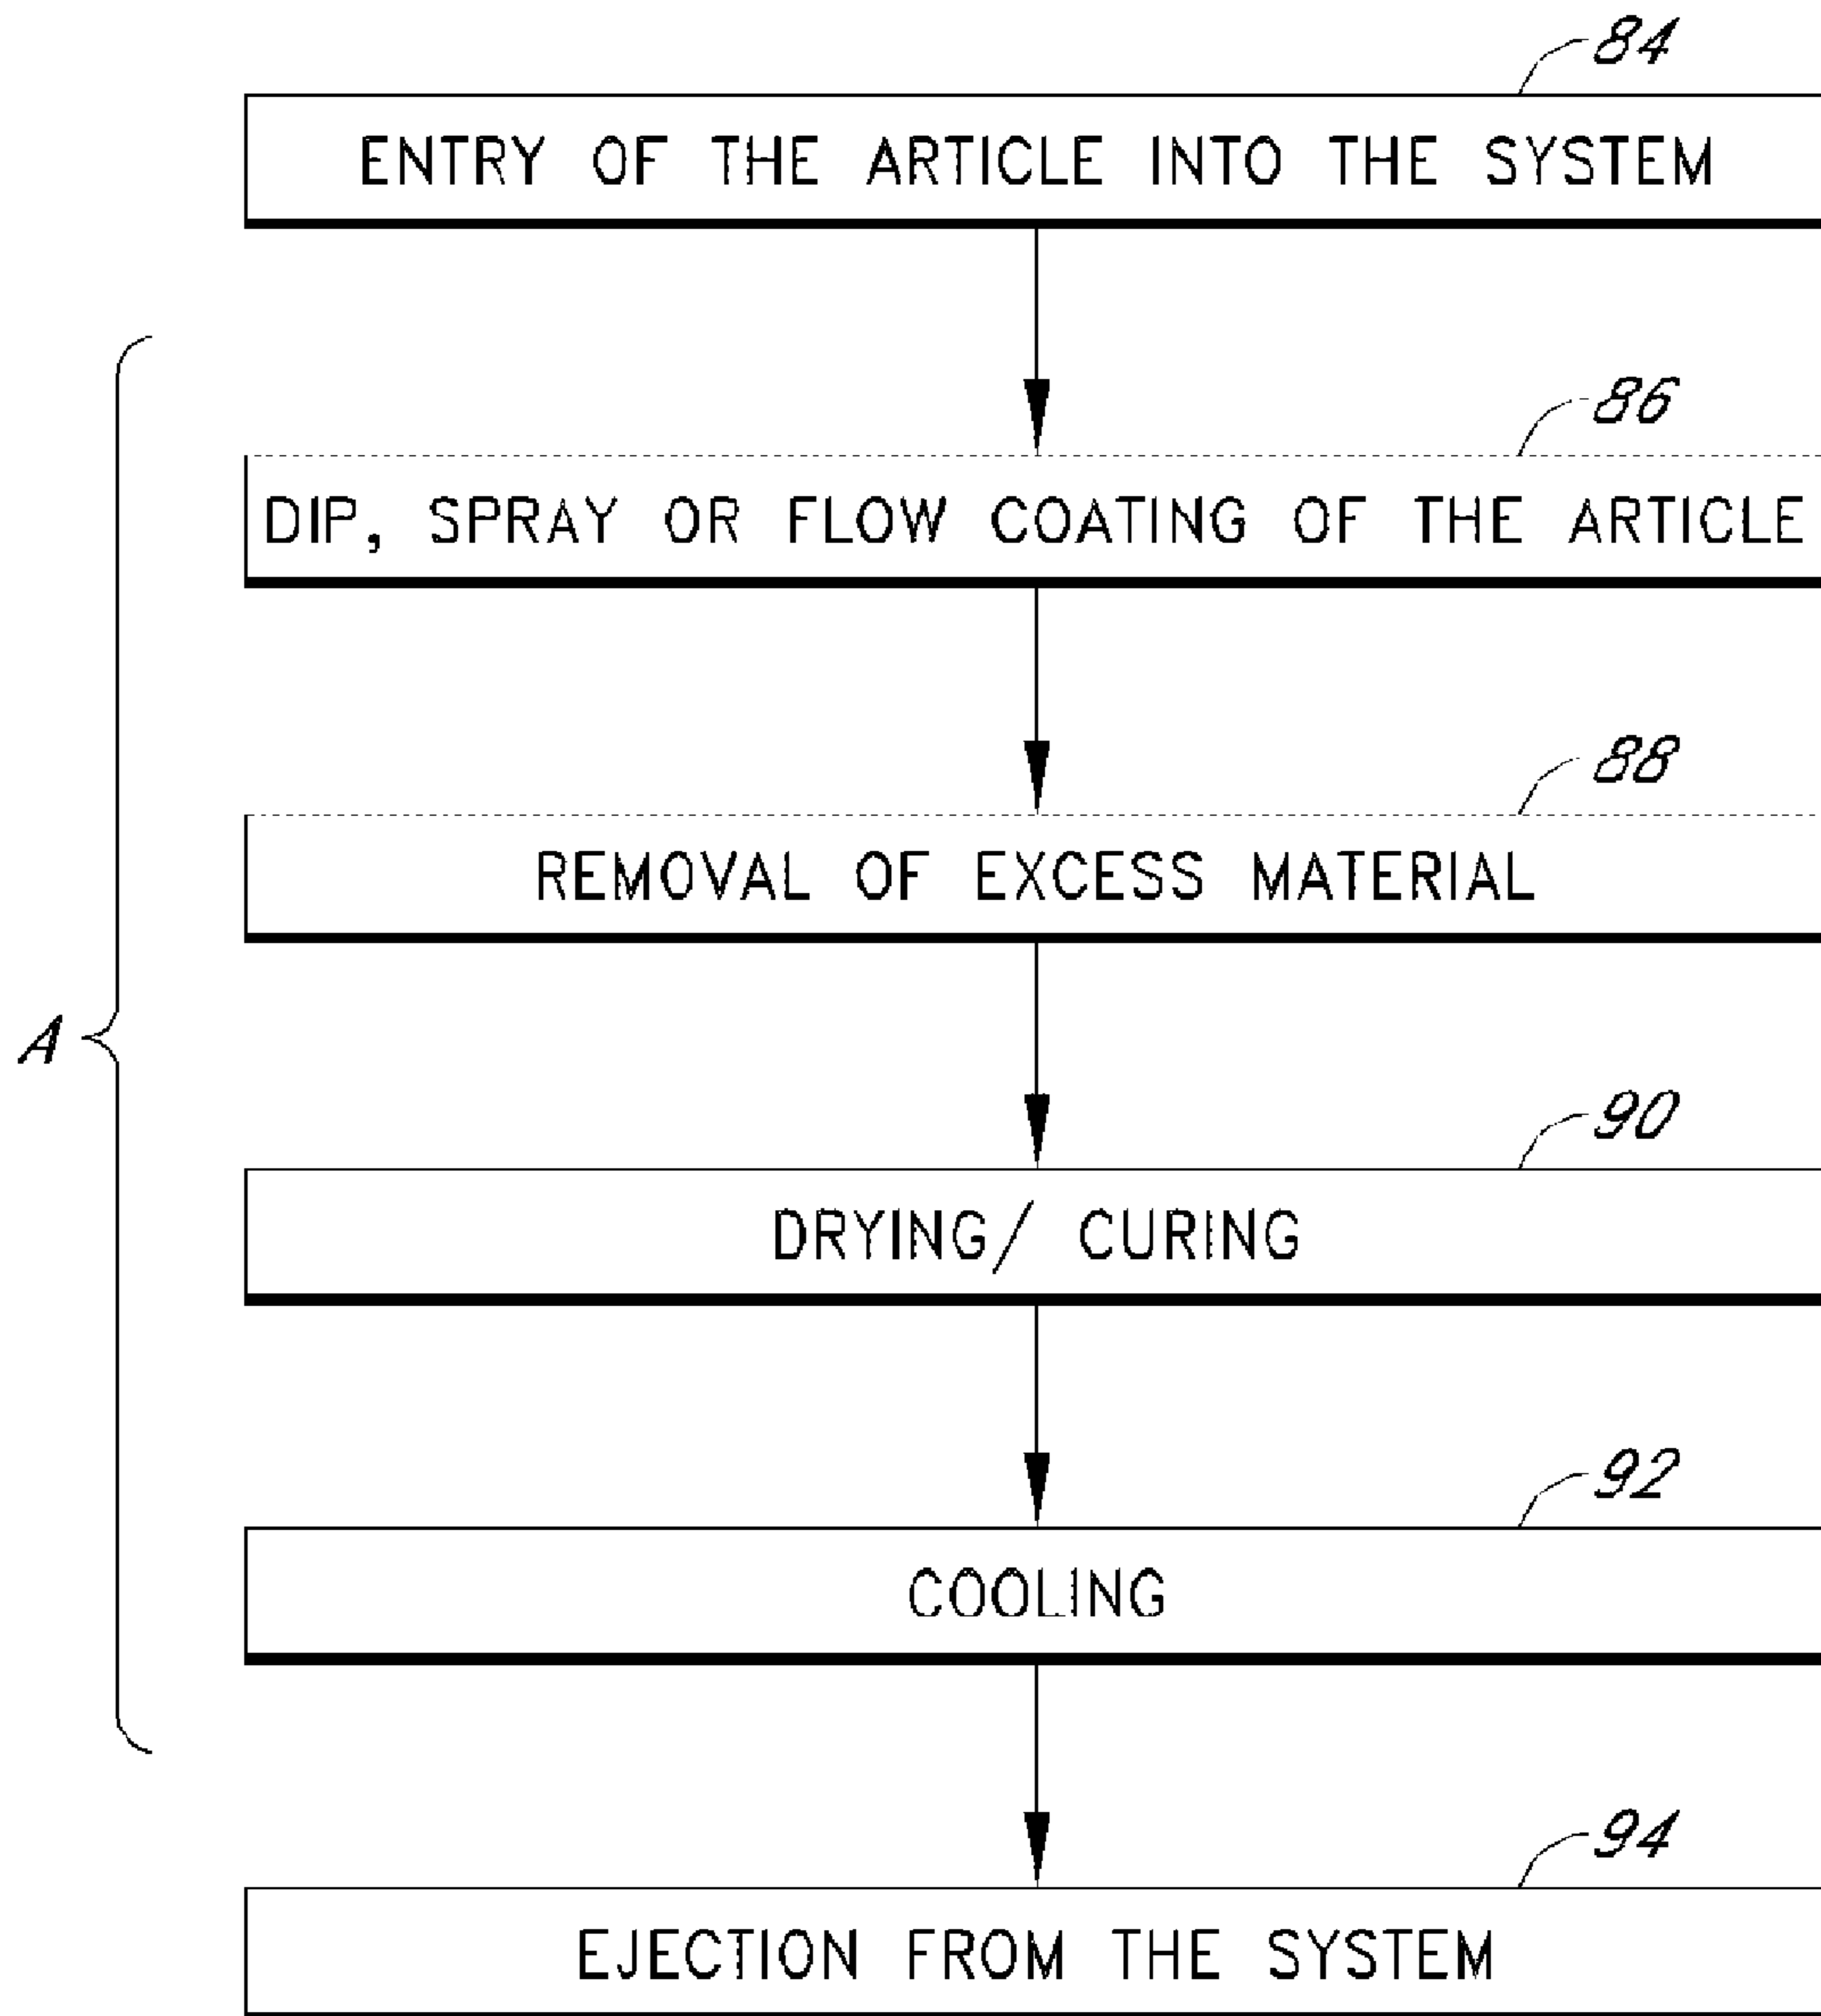 84
ENTRY OF THE ARTICLE INTO THE SYSTEM
86
DIP, SPRAY OR FLOW COATING OF THE ARTICLE
88
REMOVAL OF EXCESS MATERIAL
A
90
DRYING/ CURING
92
COOLING
94
EJECTION FROM THE SYSTEM